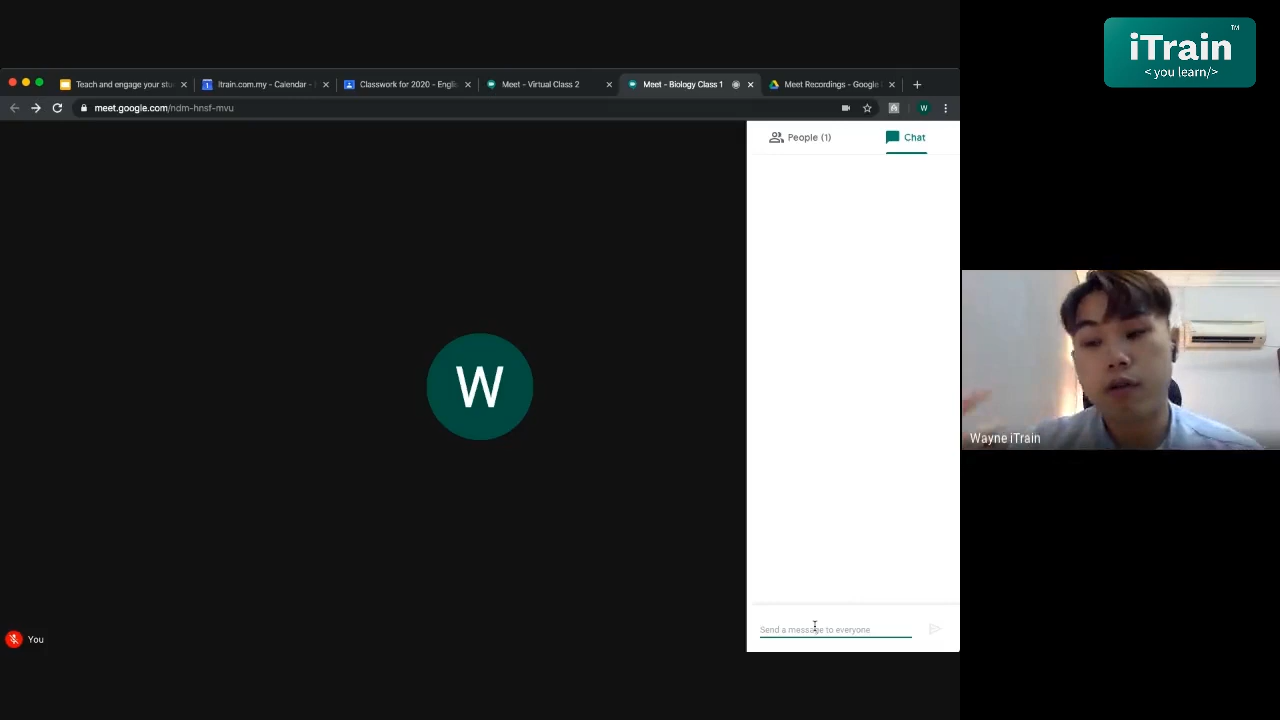 iTrain™
< you learn/>
Teach and engage your stu
itrain.com.my - Calendar -
Classwork for 2020 - Englis
Meet - Virtual Class 2
Meet - Biology Class 1
Meet Recordings - Google
meet.google.com/ndm-hnsf-mvu
W
People (1)
Chat
W
Wayne iTrain
Send a message to everyone
You